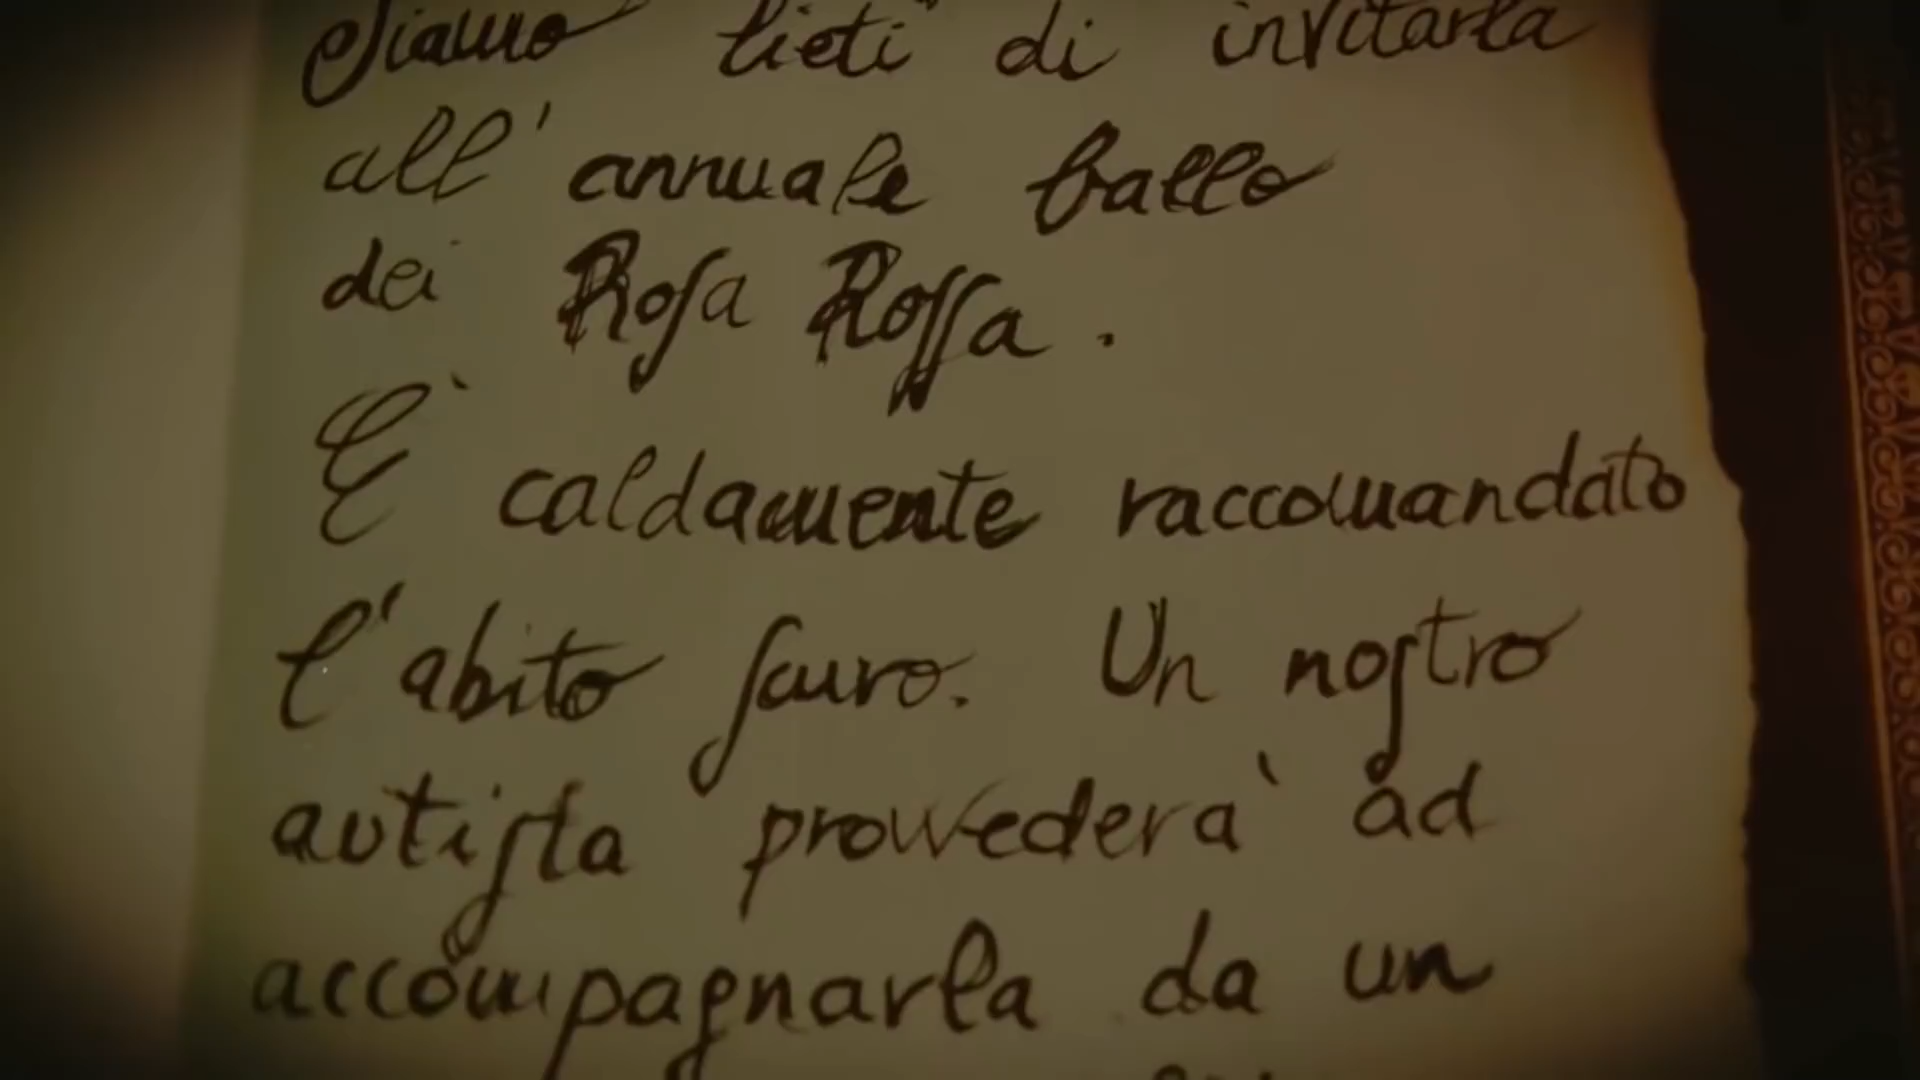 Siamo lieti di invitarla
all'annuale ballo
dei Rosa Rossa.
È caldamente raccomandato
l'abito scuro. Un nostro
autista provvederà ad
accompagnarla da un